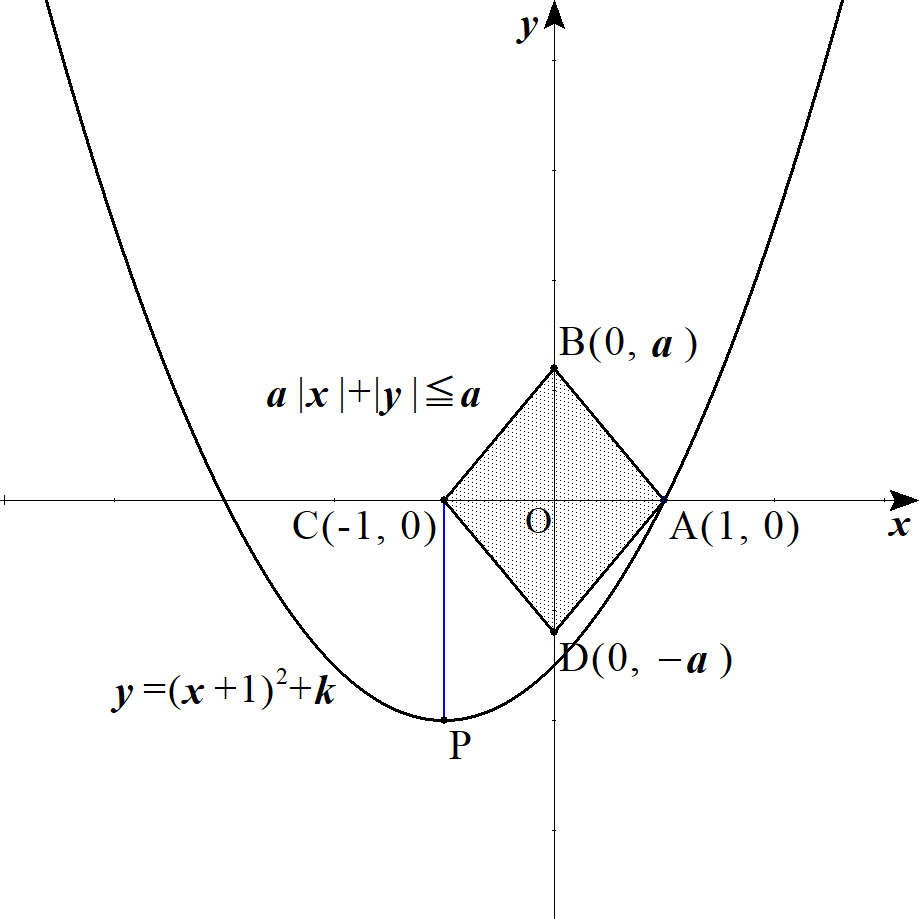 y
B(0, a )
a |x |+|y |≦a
C(-1, 0)
O
A(1, 0)
x
D(0, −a )
y =(x +1)²+k
P